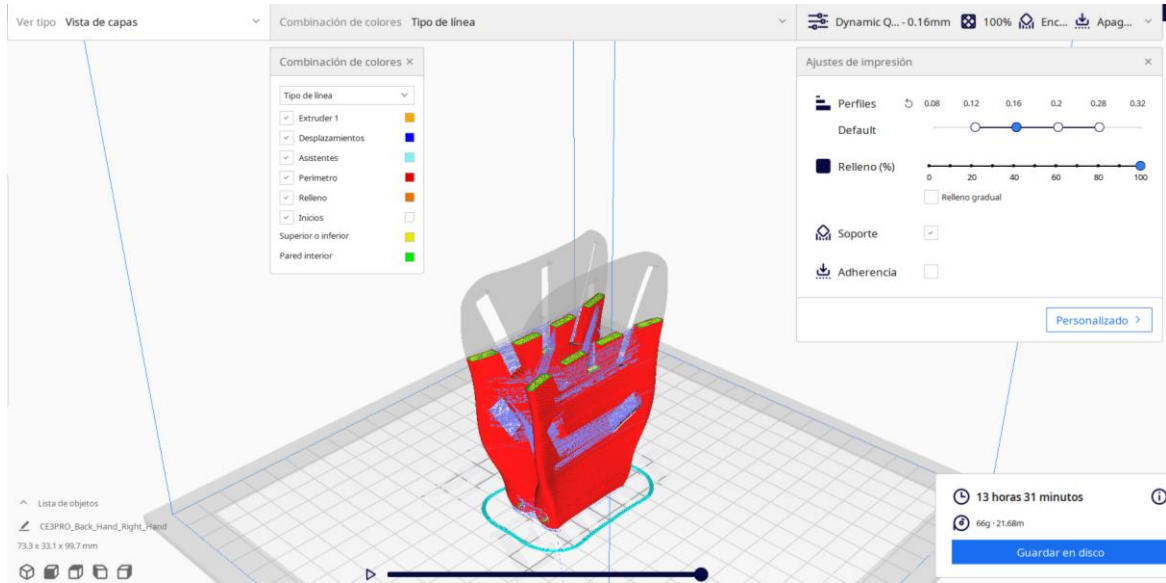 Ver tipo Vista de capas
Combinación de colores Tipo de línea
Dynamic Q... - 0.16mm 100% Enc... Apag...
Combinación de colores ×
Tipo de línea
Extruder 1
Desplazamientos
Asistentes
Perímetro
Relleno
Inicios
Superior o inferior
Pared interior
Ajustes de impresión ×
Perfiles 0.08 0.12 0.16 0.2 0.28 0.32
Default
Relleno (%)
0 20 40 60 80 100
Relleno gradual
Soporte
Adherencia
Personalizado >
Lista de objetos
CE3PRO_Back_Hand_Right_Hand
73.3 x 33.1 x 99.7 mm
13 horas 31 minutos
66g · 21.68m
Guardar en disco